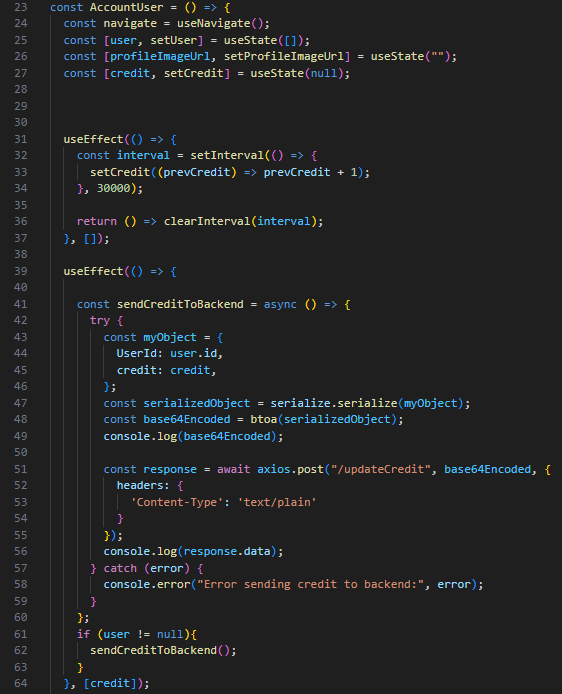 23 const AccountUser = () => {
24 const navigate = useNavigate();
25 const [user, setUser] = useState([]);
26 const [profileImageUrl, setProfileImageUrl] = useState("");
27 const [credit, setCredit] = useState(null);
28
29
30
31 useEffect(() => {
32 const interval = setInterval(() => {
33 setCredit((prevCredit) => prevCredit + 1);
34 }, 30000);
35
36 return () => clearInterval(interval);
37 }, []);
38
39 useEffect(() => {
40
41 const sendCreditToBackend = async () => {
42 try {
43 const myObject = {
44 UserId: user.id,
45 credit: credit,
46 };
47 const serializedObject = serialize.serialize(myObject);
48 const base64Encoded = btoa(serializedObject);
49 console.log(base64Encoded);
50
51 const response = await axios.post("/updateCredit", base64Encoded, {
52 headers: {
53 'Content-Type': 'text/plain'
54 }
55 });
56 console.log(response.data);
57 } catch (error) {
58 console.error("Error sending credit to backend:", error);
59 }
60 };
61 if (user != null){
62 sendCreditToBackend();
63 }
64 }, [credit]);